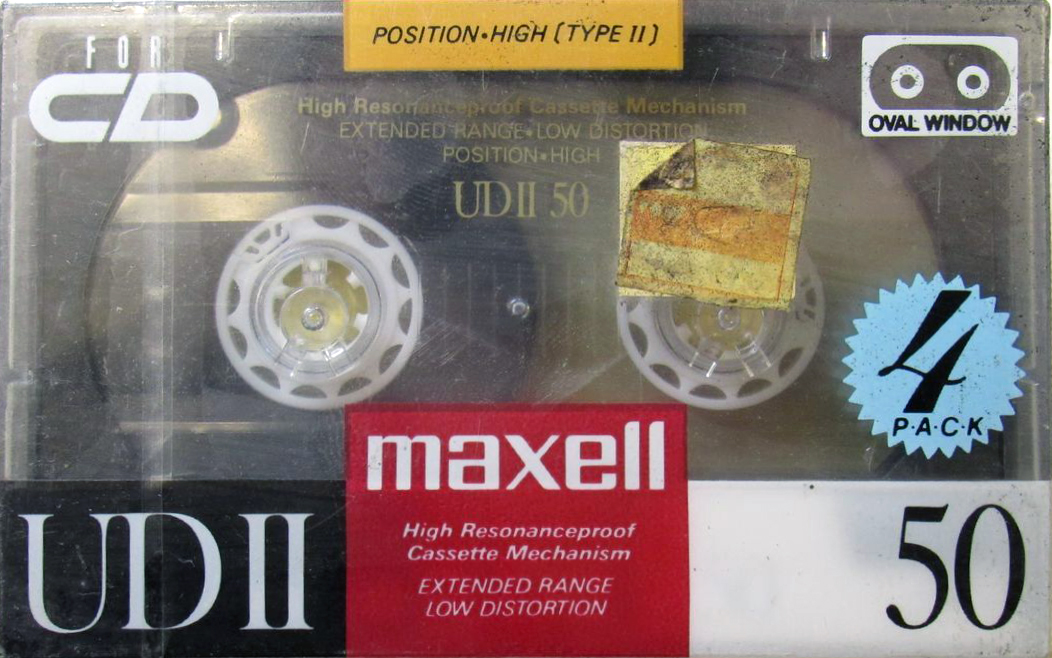 POSITION•HIGH (TYPE II)
FOR
CD
OVAL WINDOW
High Resonanceproof Cassette Mechanism
EXTENDED RANGE•LOW DISTORTION
POSITION•HIGH
UDII 50
4
P·A·C·K
maxell
High Resonanceproof
Cassette Mechanism
EXTENDED RANGE
LOW DISTORTION
UDII
50